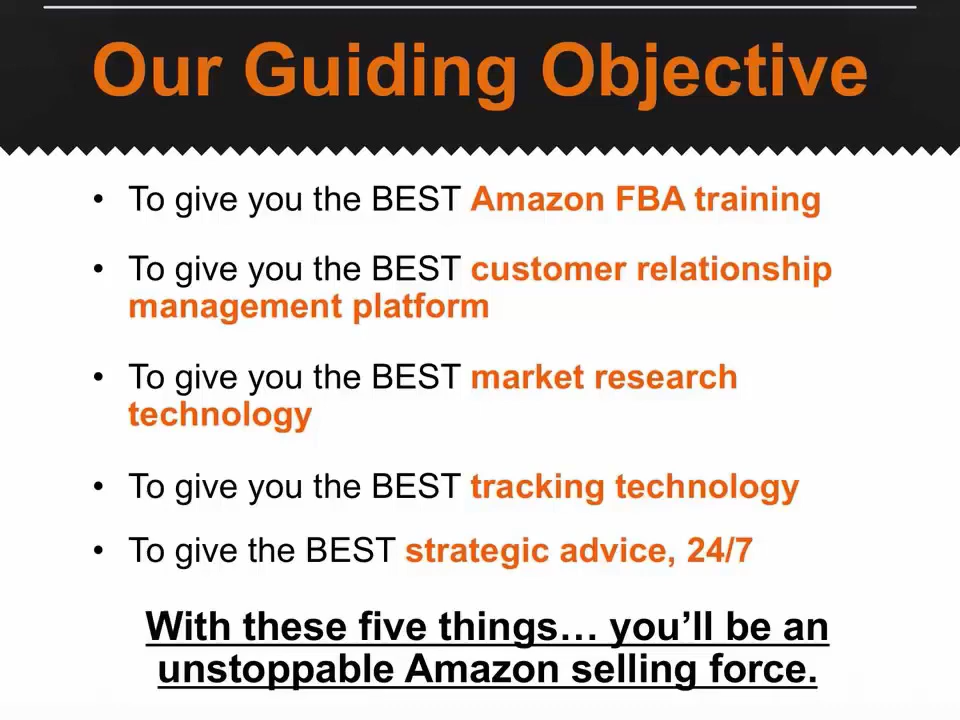 Our Guiding Objective
• To give you the BEST Amazon FBA training
• To give you the BEST customer relationship
management platform
• To give you the BEST market research
technology
• To give you the BEST tracking technology
• To give the BEST strategic advice, 24/7
With these five things… you’ll be an
unstoppable Amazon selling force.